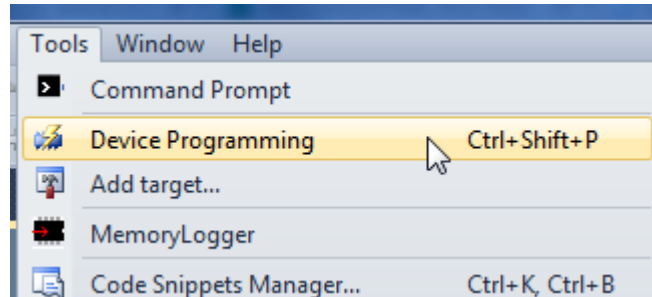 Tools Window Help
Command Prompt
Device Programming Ctrl+Shift+P
Add target...
MemoryLogger
Code Snippets Manager... Ctrl+K, Ctrl+B